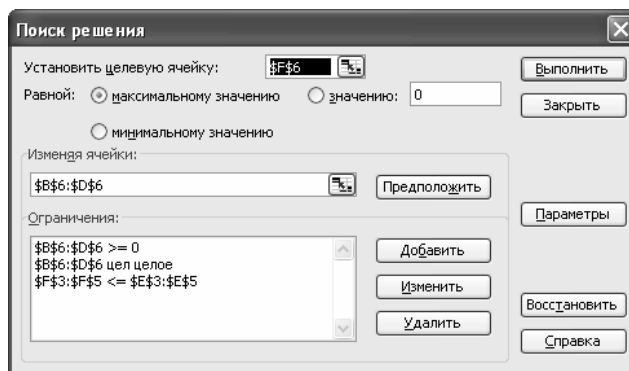 Поиск решения
Установить целевую ячейку: $F$6 Выполнить
Равной: максимальному значению значению: 0 Закрыть
минимальному значению
Изменяя ячейки:
$B$6:$D$6 Предположить
Ограничения: Параметры
$B$6:$D$6 >= 0 Добавить
$B$6:$D$6 цел целое
$F$3:$F$5 <= $E$3:$E$5 Изменить
Восстановить
Удалить
Справка